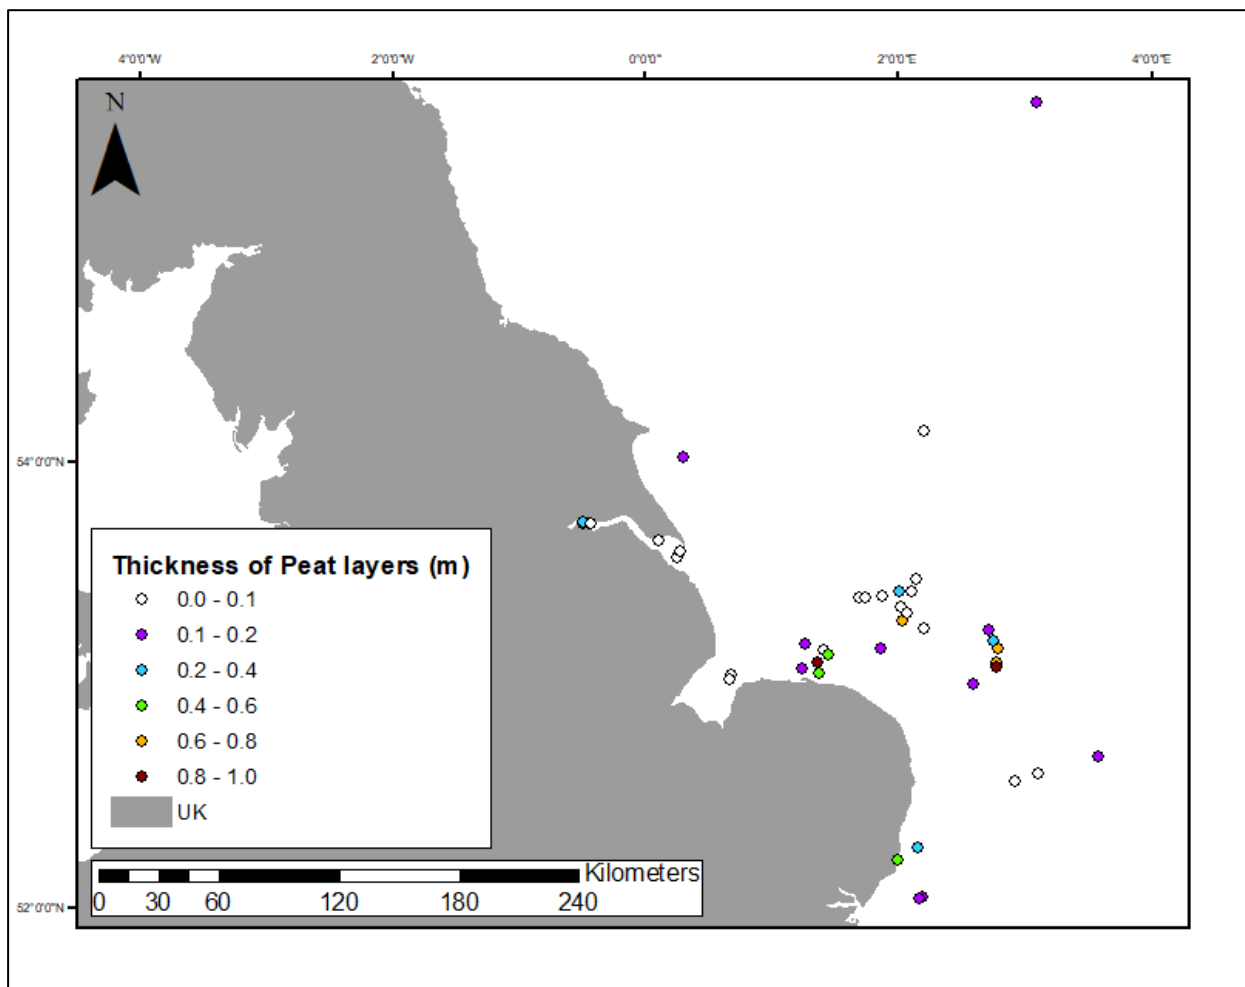 4°0'0"W 2°0'0"W 0°0'0" 2°0'0"E 4°0'0"E
N
54°0'0"N
Thickness of Peat layers (m)
0.0 - 0.1
0.1 - 0.2
0.2 - 0.4
0.4 - 0.6
0.6 - 0.8
0.8 - 1.0
UK
Kilometers
0 30 60 120 180 240
52°0'0"N